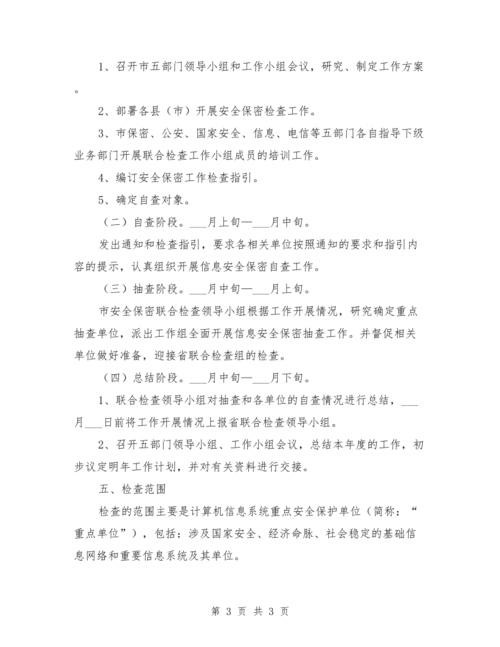 1、召开市五部门领导小组和工作小组会议，研究、制定工作方案
。
2、部署各县（市）开展安全保密检查工作。
3、市保密、公安、国家安全、信息、电信等五部门各自指导下级
业务部门开展联合检查工作小组成员的培训工作。
4、编订安全保密工作检查指引。
5、确定自查对象。
（二）自查阶段。___月上旬—___月中旬。
发出通知和检查指引，要求各相关单位按照通知的要求和指引内
容的提示，认真组织开展信息安全保密自查工作。
（三）抽查阶段。___月中旬—___月上旬。
市安全保密联合检查领导小组根据工作开展情况，研究确定重点
抽查单位，派出工作组全面开展信息安全保密抽查工作。并督促相关
单位做好准备，迎接省联合检查组的检查。
（四）总结阶段。___月中旬—___月下旬。
1、联合检查领导小组对抽查和各单位的自查情况进行总结，___
月___日前将工作开展情况上报省联合检查领导小组。
2、召开五部门领导小组、工作小组会议，总结本年度的工作，初
步议定明年工作计划，并对有关资料进行交接。
五、检查范围
检查的范围主要是计算机信息系统重点安全保护单位（简称：“
重点单位”），包括：涉及国家安全、经济命脉、社会稳定的基础信
息网络和重要信息系统及其单位。
第 3 页 共 3 页